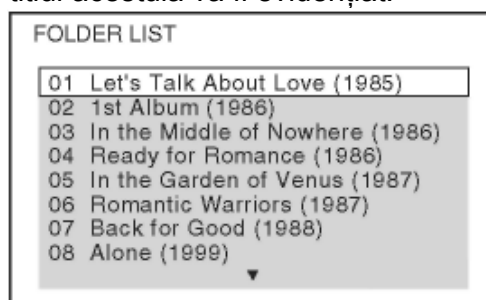 FOLDER LIST
01 Let's Talk About Love (1985)
02 1st Album (1986)
03 In the Middle of Nowhere (1986)
04 Ready for Romance (1986)
05 In the Garden of Venus (1987)
06 Romantic Warriors (1987)
07 Back for Good (1988)
08 Alone (1999)